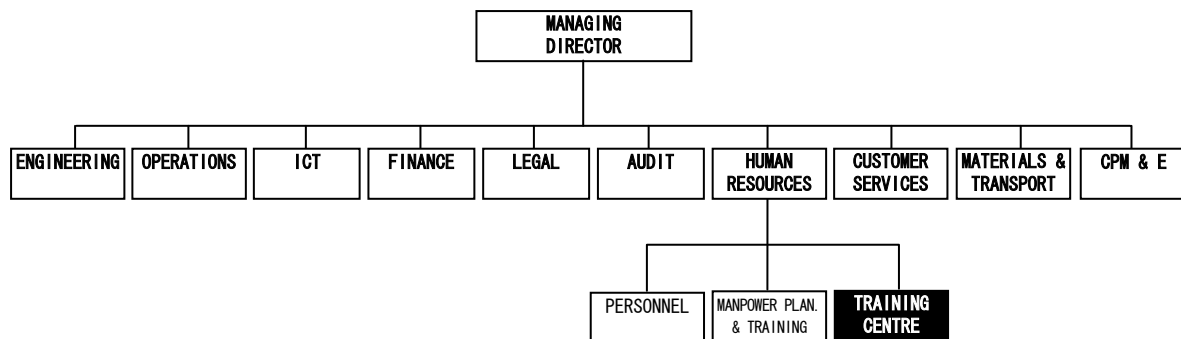 MANAGING
DIRECTOR
ENGINEERING
OPERATIONS
ICT
FINANCE
LEGAL
AUDIT
HUMAN
RESOURCES
CUSTOMER
SERVICES
MATERIALS &
TRANSPORT
CPM & E
PERSONNEL
MANPOWER PLAN.
& TRAINING
TRAINING
CENTRE